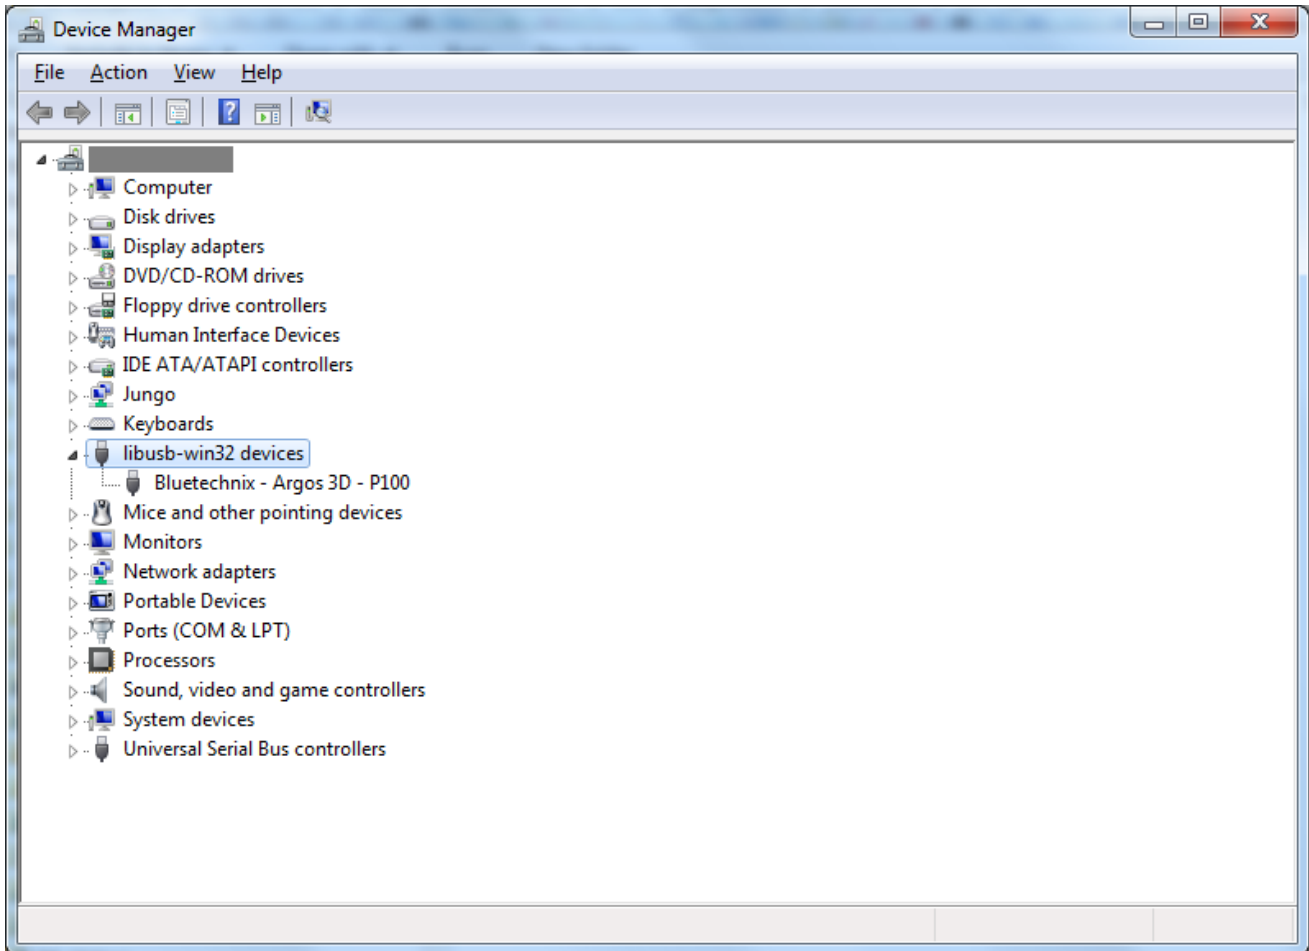 Device Manager
File Action View Help
Computer
Disk drives
Display adapters
DVD/CD-ROM drives
Floppy drive controllers
Human Interface Devices
IDE ATA/ATAPI controllers
Jungo
Keyboards
libusb-win32 devices
Bluetechnix - Argos 3D - P100
Mice and other pointing devices
Monitors
Network adapters
Portable Devices
Ports (COM & LPT)
Processors
Sound, video and game controllers
System devices
Universal Serial Bus controllers